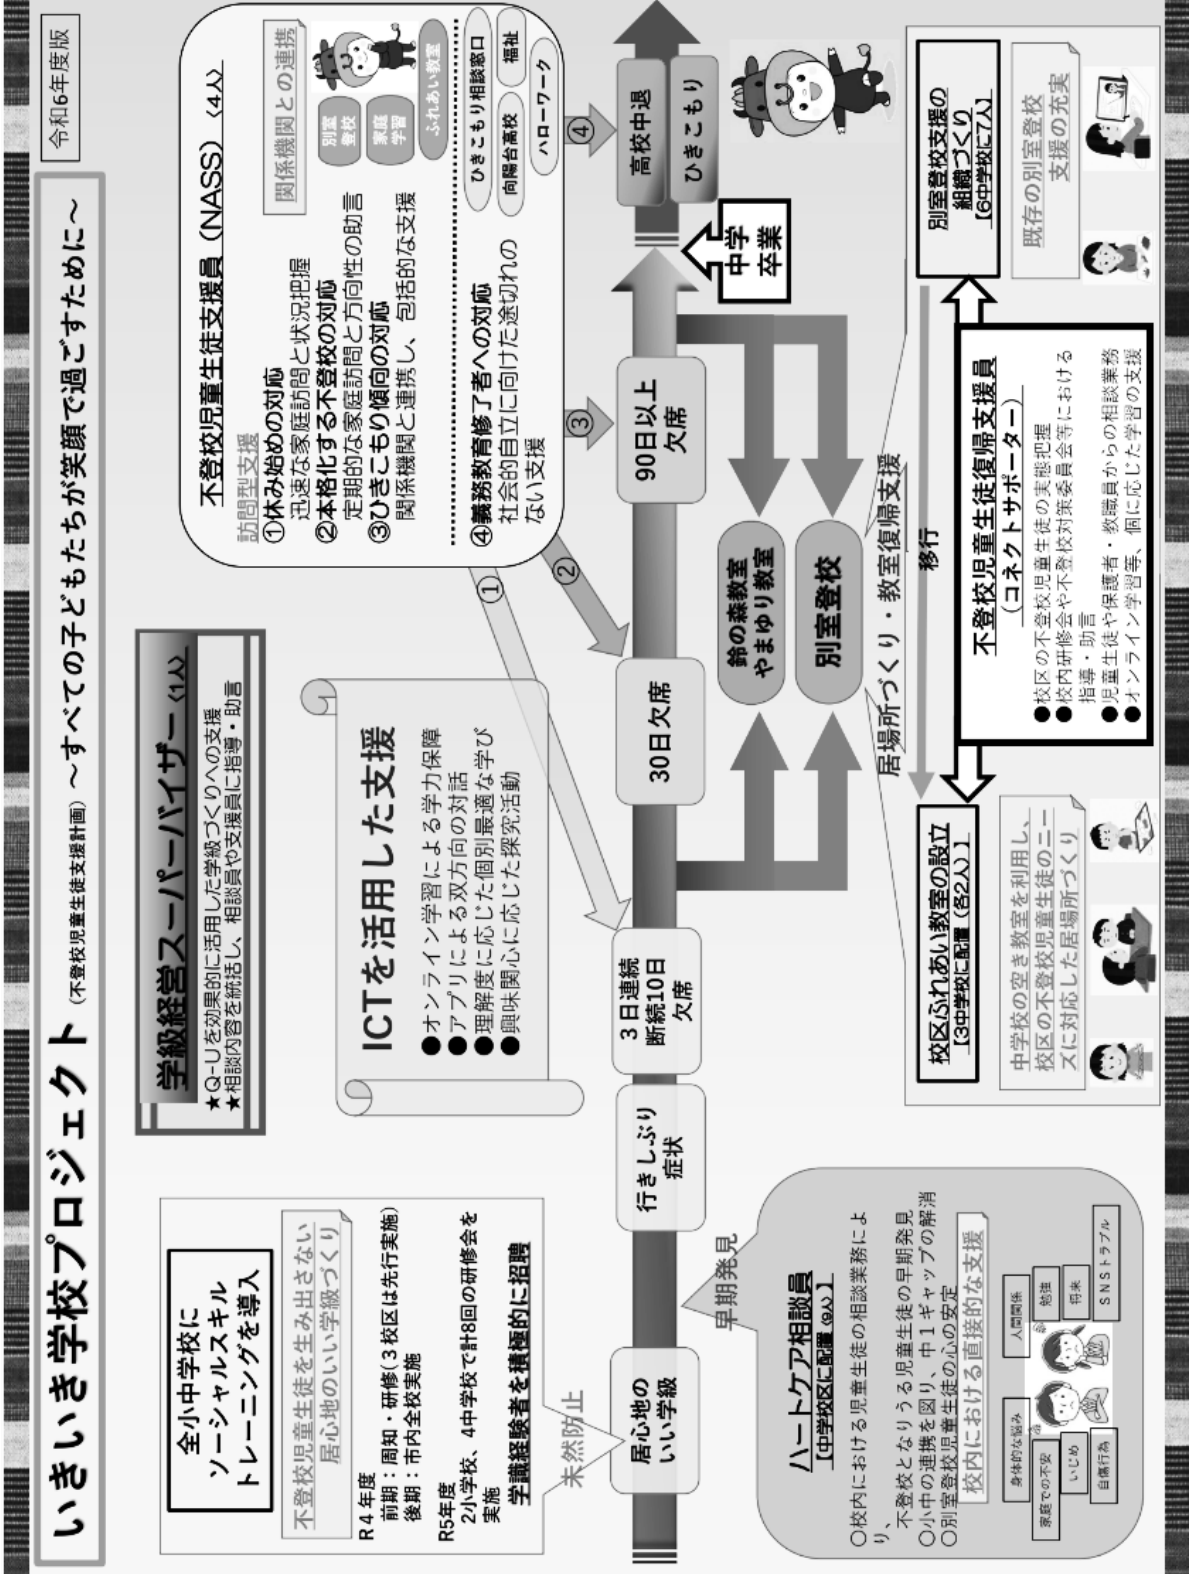 いきいき学校プロジェクト（不登校児童生徒支援計画）～すべての子どもたちが笑顔で過ごすために～
令和6年度版
全小中学校に
ソーシャルスキル
トレーニングを導入
不登校児童生徒を生み出さない
居心地のいい学級づくり
R４年度
前期：周知・研修（３校区は先行実施）
後期：市内全校実施
R5年度
2小学校、4中学校で計8回の研修会を
実施
学識経験者を積極的に招聘
未然防止
学級経営スーパーバイザー〈1人〉
★Q-Uを効果的に活用した学級づくりへの支援
★相談内容を統括し、相談員や支援員に指導・助言
ICTを活用した支援
●オンライン学習による学力保障
●アプリによる双方向の対話
●理解度に応じた個別最適な学び
●興味関心に応じた探究活動
不登校児童生徒支援員（NASS）〈4人〉
訪問型支援
①休み始めの対応
迅速な家庭訪問と状況把握
②本格化する不登校の対応
定期的な家庭訪問と方向性の助言
③ひきこもり傾向の対応
関係機関と連携し、包括的な支援
④義務教育修了者への対応
社会的自立に向けた途切れの
ない支援
関係機関との連携
別室
登校
家庭
学習
ふれあい教室
ひきこもり相談窓口
向陽台高校
福祉
ハローワーク
①
②
③
④
居心地の
いい学級
行きしぶり
症状
３日連続
断続10日
欠席
30日欠席
90日以上
欠席
高校中退
ひきこもり
中学
卒業
鈴の森教室
やまゆり教室
別室登校
早期発見
ハートケア相談員
【中学校区に配置〈9人〉】
〇校内における児童生徒の相談業務によ
り、
不登校となりうる児童生徒の早期発見
〇小中の連携を図り、中１ギャップの解消
〇別室登校児童生徒の心の安定
校内における直接的な支援
身体的な悩み
人間関係
家庭での不安
勉強
いじめ
将来
自傷行為
SNSトラブル
居場所づくり・教室復帰支援
移行
校区ふれあい教室の設立
【3中学校に配置（各2人）】
中学校の空き教室を利用し、
校区の不登校児童生徒のニー
ズに対応した居場所づくり
不登校児童生徒復帰支援員
（コネクトサポーター）
●校区の不登校児童生徒の実態把握
●校内研修会や不登校対策委員会等における
指導・助言
●児童生徒や保護者・教職員からの相談業務
●オンライン学習等、個に応じた学習の支援
別室登校支援の
組織づくり
【6中学校に7人】
既存の別室登校
支援の充実